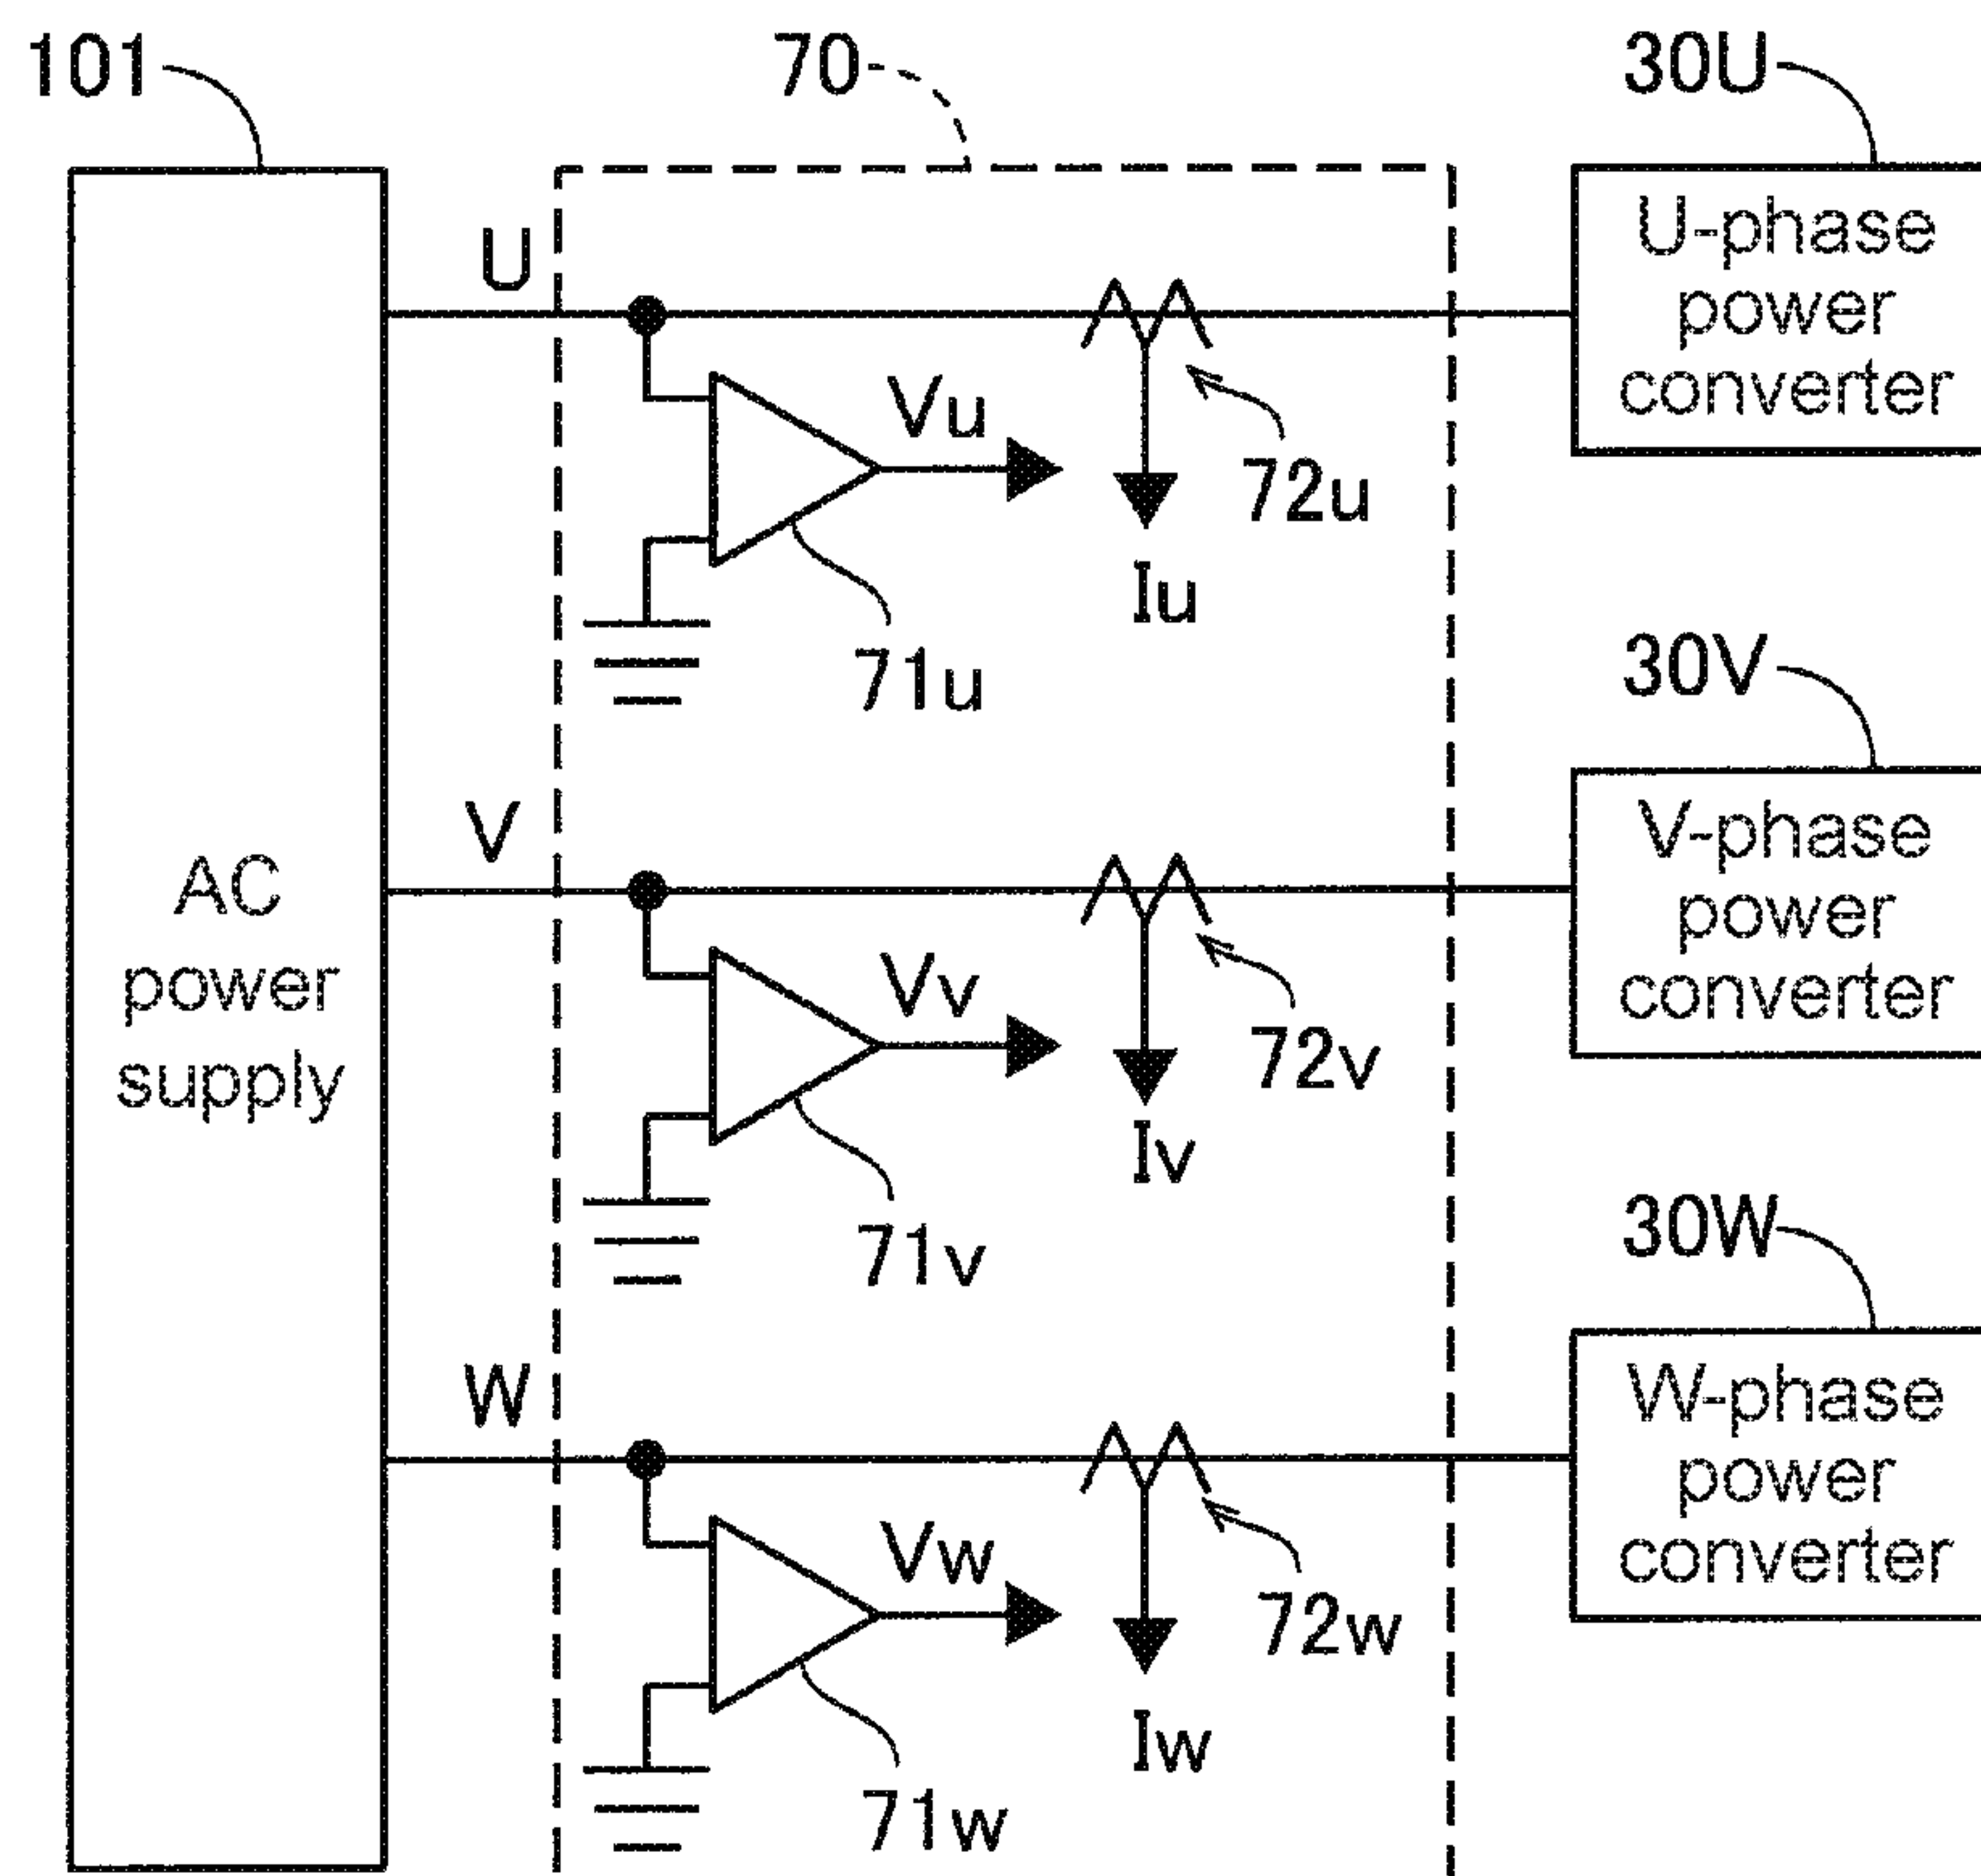 101
70
30U
U
U-phase
power
converter
Vu
72u
Iu
71u
30V
V
V-phase
power
converter
AC
power
supply
Vv
72v
Iv
71v
30W
W
W-phase
power
converter
Vw
72w
Iw
71w